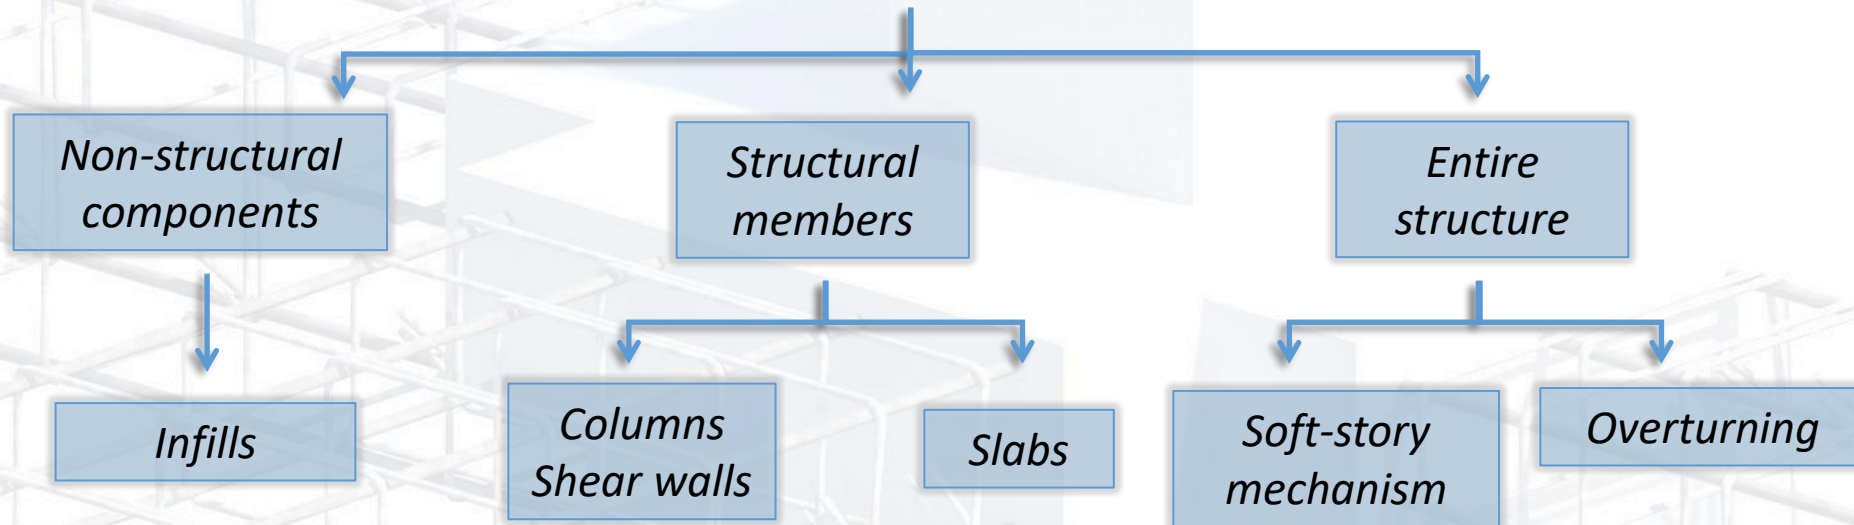 Non-structural
components
Structural
members
Entire
structure
Infills
Columns
Shear walls
Slabs
Soft-story
mechanism
Overturning